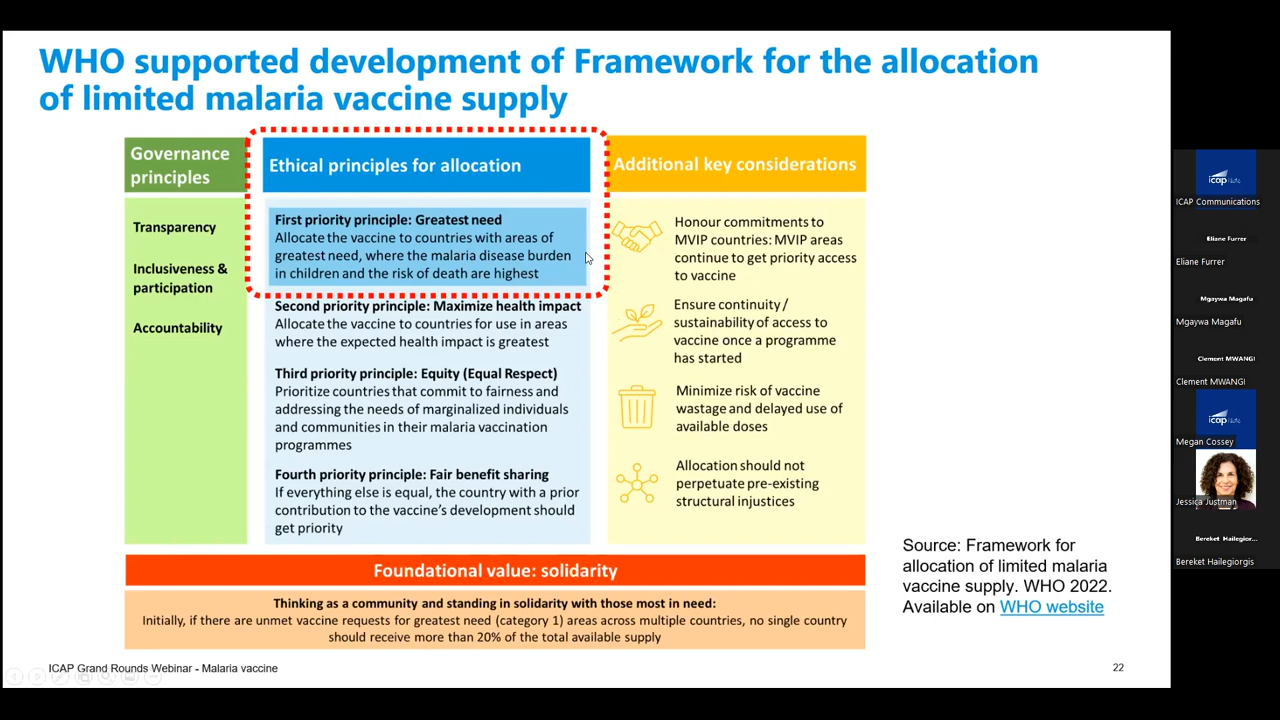 WHO supported development of Framework for the allocation
of limited malaria vaccine supply
Governance
principles
Transparency
Inclusiveness &
participation
Accountability
Ethical principles for allocation
First priority principle: Greatest need
Allocate the vaccine to countries with areas of
greatest need, where the malaria disease burden
in children and the risk of death are highest
Second priority principle: Maximize health impact
Allocate the vaccine to countries for use in areas
where the expected health impact is greatest
Third priority principle: Equity (Equal Respect)
Prioritize countries that commit to fairness and
addressing the needs of marginalized individuals
and communities in their malaria vaccination
programmes
Fourth priority principle: Fair benefit sharing
If everything else is equal, the country with a prior
contribution to the vaccine's development should
get priority
Additional key considerations
Honour commitments to
MVIP countries: MVIP areas
continue to get priority access
to vaccine
Ensure continuity /
sustainability of access to
vaccine once a programme
has started
Minimize risk of vaccine
wastage and delayed use of
available doses
Allocation should not
perpetuate pre-existing
structural injustices
Foundational value: solidarity
Thinking as a community and standing in solidarity with those most in need:
Initially, if there are unmet vaccine requests for greatest need (category 1) areas across multiple countries, no single country
should receive more than 20% of the total available supply
Source: Framework for
allocation of limited malaria
vaccine supply. WHO 2022.
Available on WHO website
ICAP Grand Rounds Webinar - Malaria vaccine
22
icap
ICAP Communications
Eliane Furrer
Eliane Furrer
Mgaywa Magafu
Mgaywa Magafu
Clement MWANGI
Clement MWANGI
icap
Megan Cossey
Jessica Justman
Bereket Hailegior...
Bereket Hailegiorgis